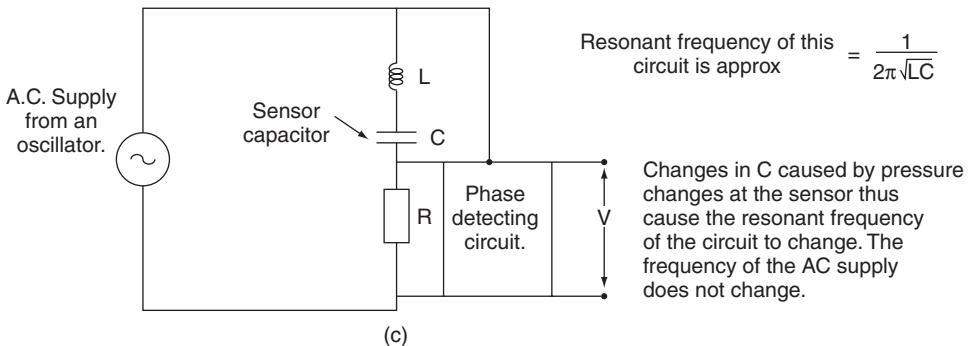 A.C. Supply
from an
oscillator.
L
Sensor
capacitor
C
R
Phase
detecting
circuit.
V
Resonant frequency of this
circuit is approx
= 1
2π√LC
Changes in C caused by pressure
changes at the sensor thus
cause the resonant frequency
of the circuit to change. The
frequency of the AC supply
does not change.
(c)